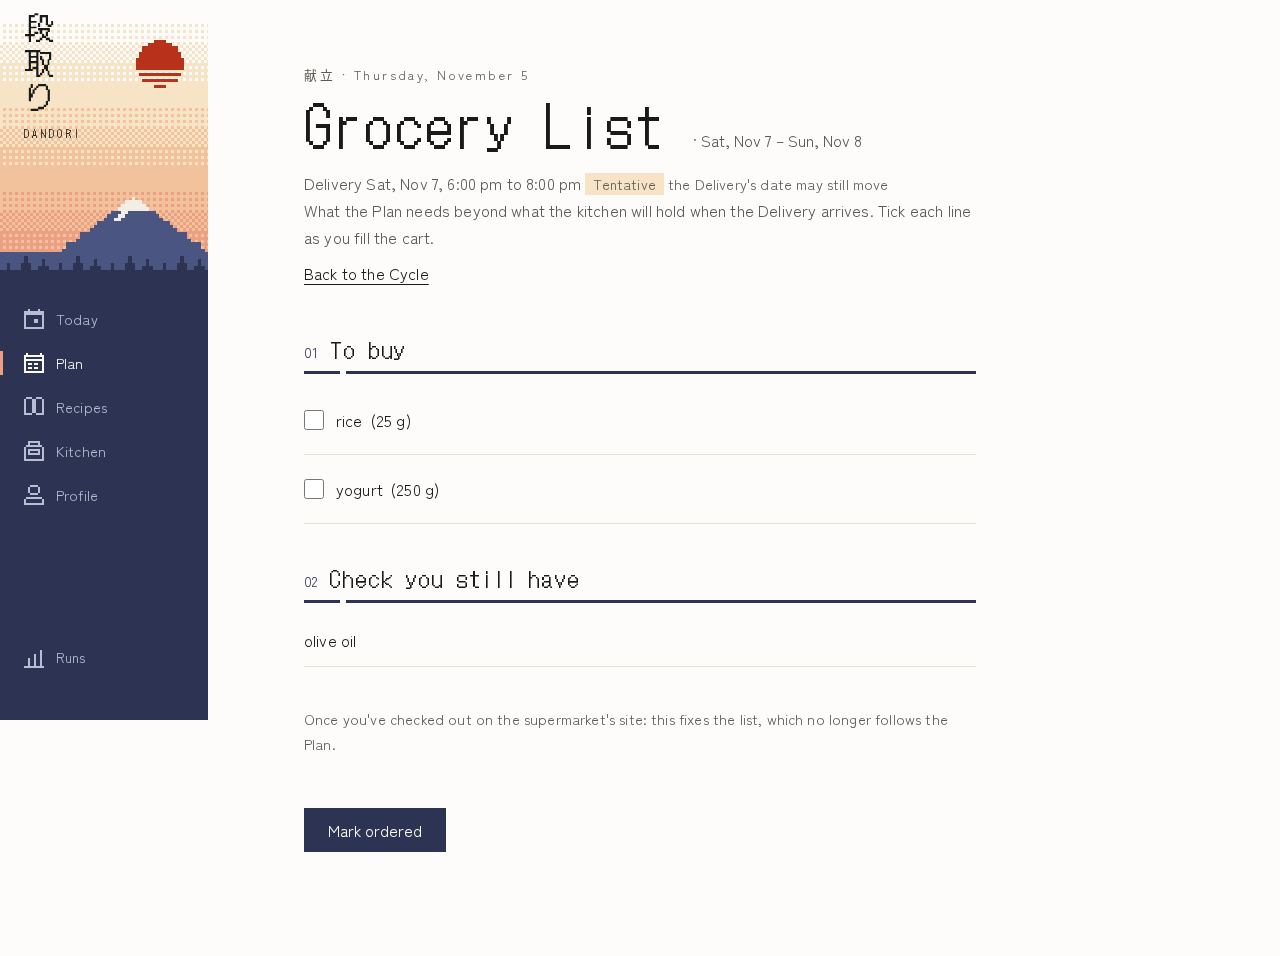 段取り
DANDORI
Today
Plan
Recipes
Kitchen
Profile
Runs
献立 · Thursday, November 5
Grocery List · Sat, Nov 7 – Sun, Nov 8
Delivery Sat, Nov 7, 6:00 pm to 8:00 pm Tentative the Delivery's date may still move
What the Plan needs beyond what the kitchen will hold when the Delivery arrives. Tick each line
as you fill the cart.
Back to the Cycle
01 To buy
rice (25 g)
yogurt (250 g)
02 Check you still have
olive oil
Once you've checked out on the supermarket's site: this fixes the list, which no longer follows the
Plan.
Mark ordered